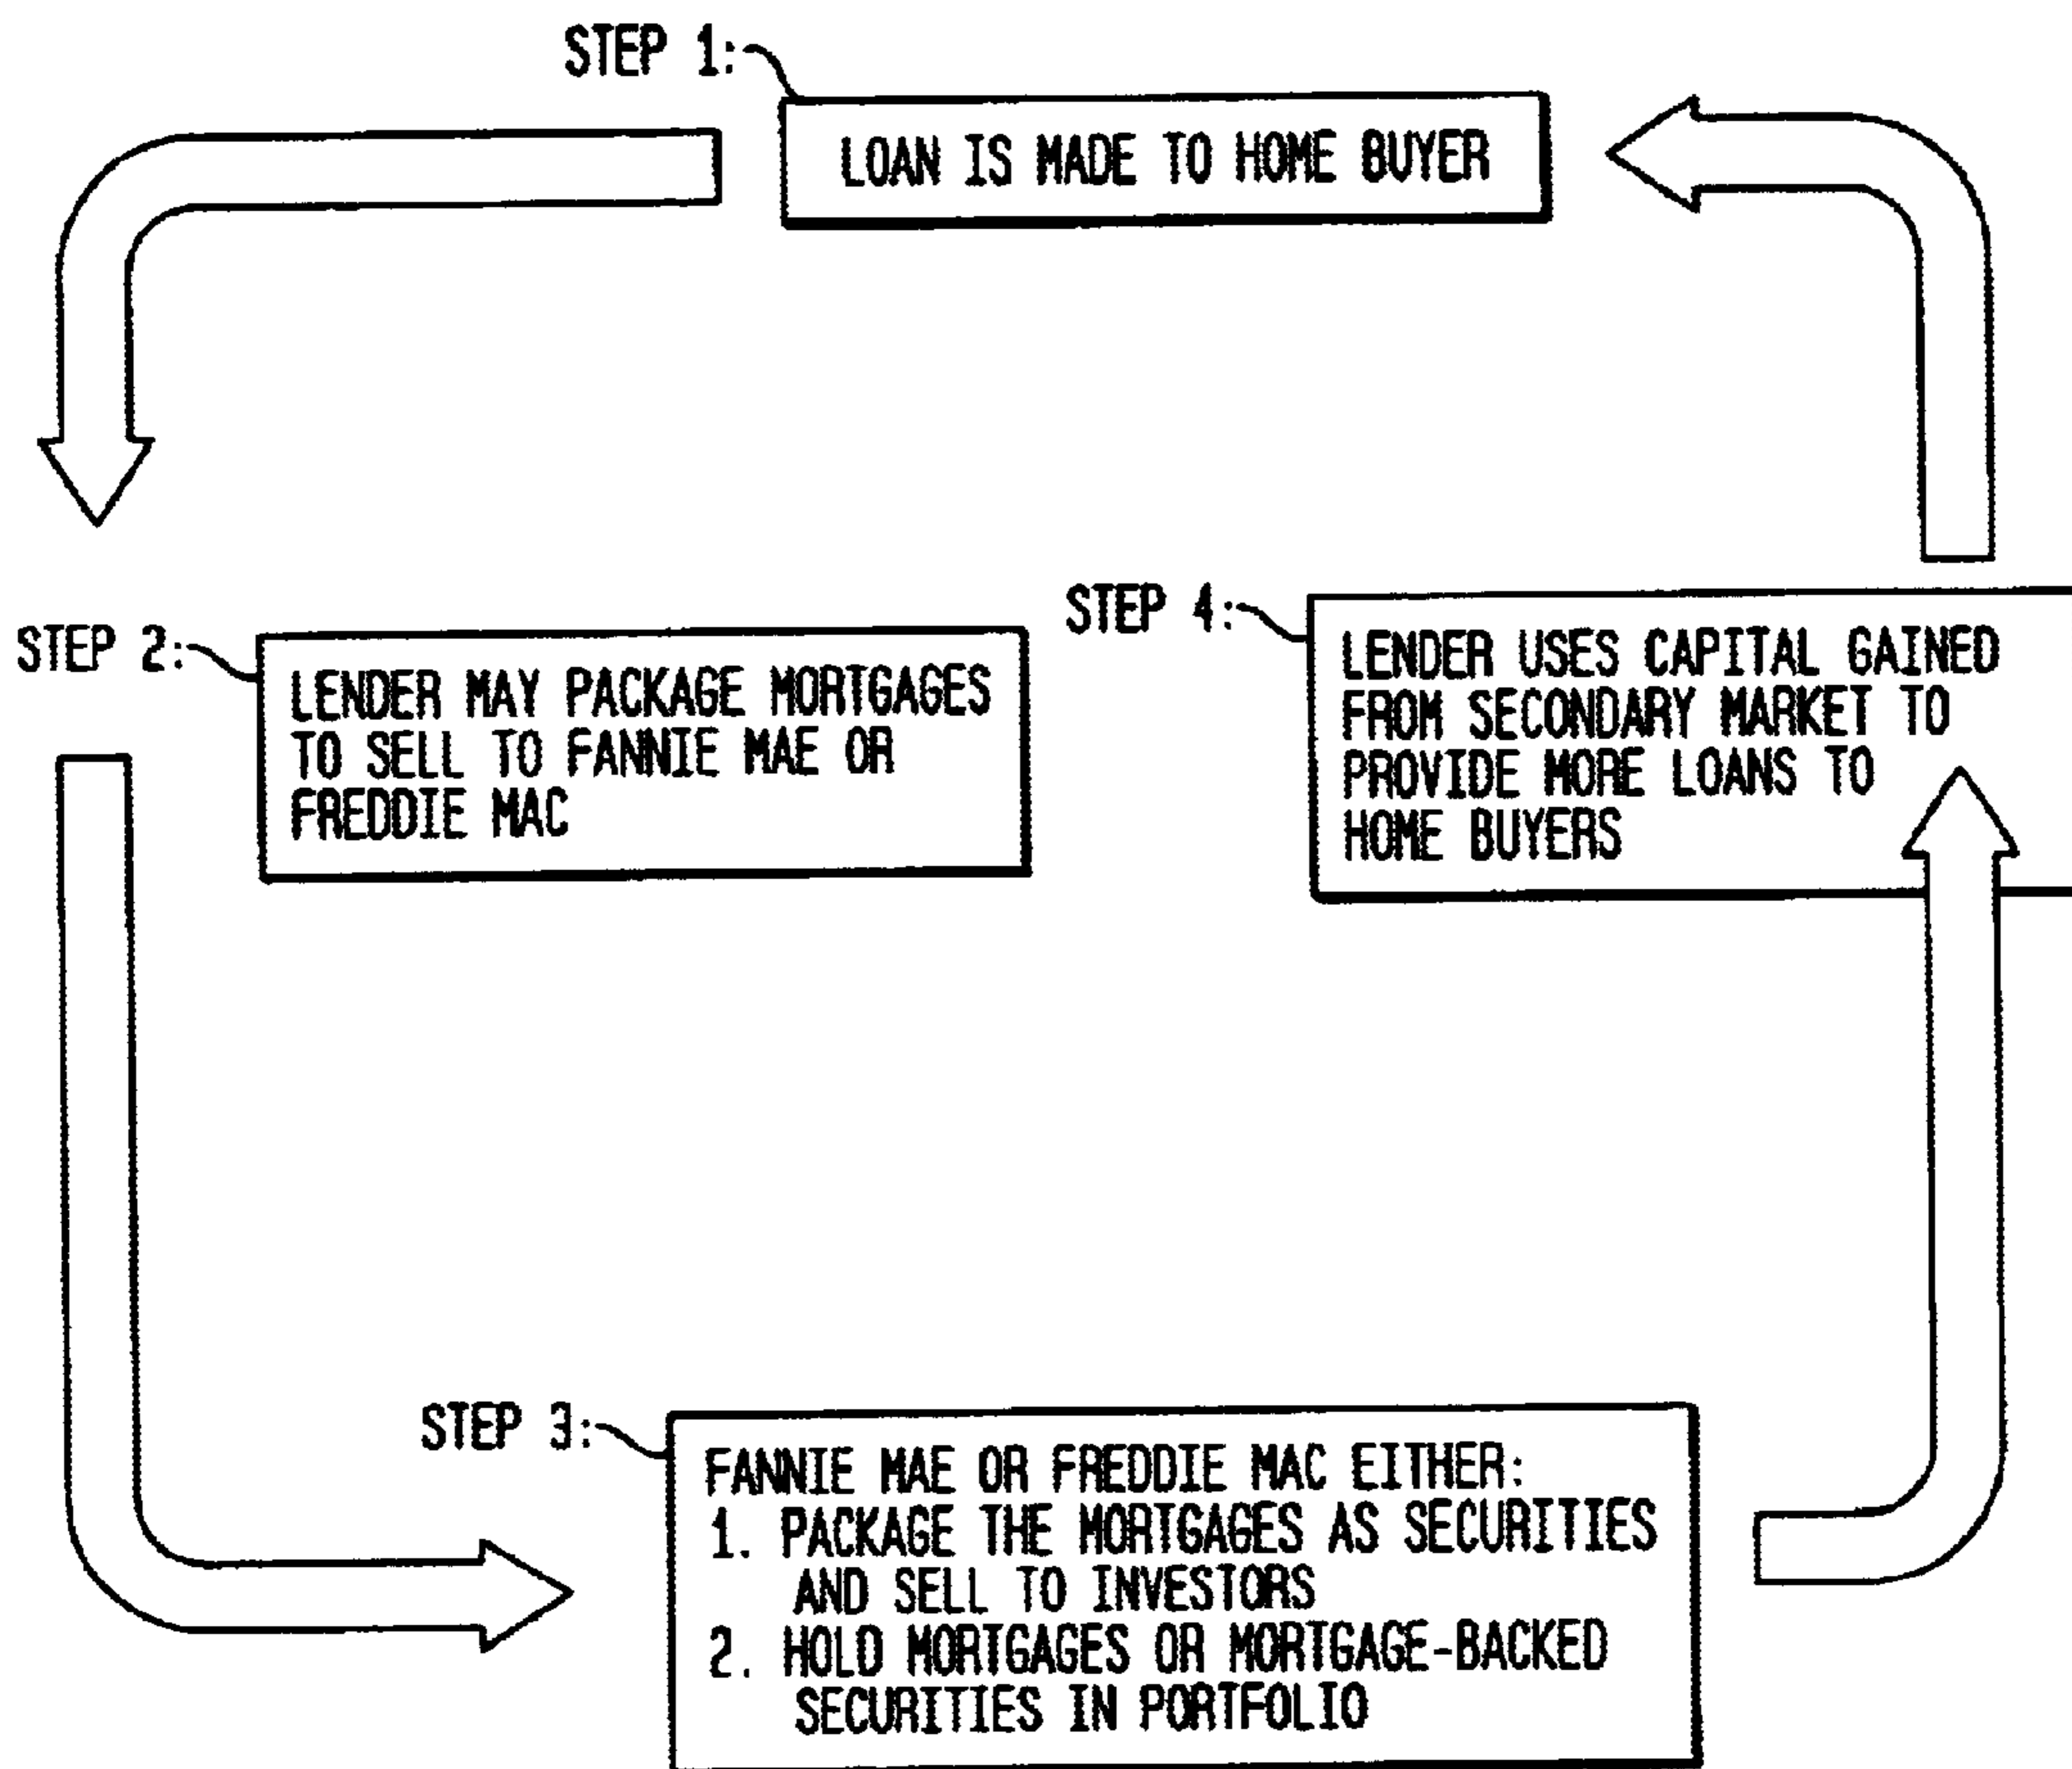 STEP 1:
LOAN IS MADE TO HOME BUYER
STEP 2:
LENDER MAY PACKAGE MORTGAGES
TO SELL TO FANNIE MAE OR
FREDDIE MAC
STEP 3:
FANNIE MAE OR FREDDIE MAC EITHER:
1. PACKAGE THE MORTGAGES AS SECURITIES
AND SELL TO INVESTORS
2. HOLD MORTGAGES OR MORTGAGE-BACKED
SECURITIES IN PORTFOLIO
STEP 4:
LENDER USES CAPITAL GAINED
FROM SECONDARY MARKET TO
PROVIDE MORE LOANS TO
HOME BUYERS